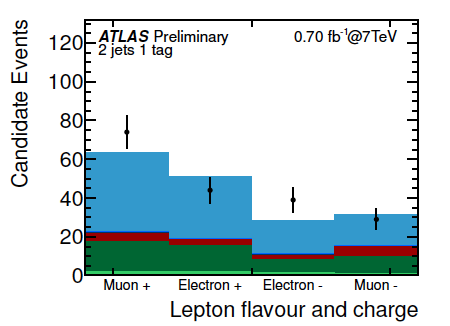 ATLAS Preliminary
0.70 fb⁻¹@7TeV
2 jets 1 tag
Candidate Events
120
100
80
60
40
20
0
Muon + Electron + Electron - Muon -
Lepton flavour and charge